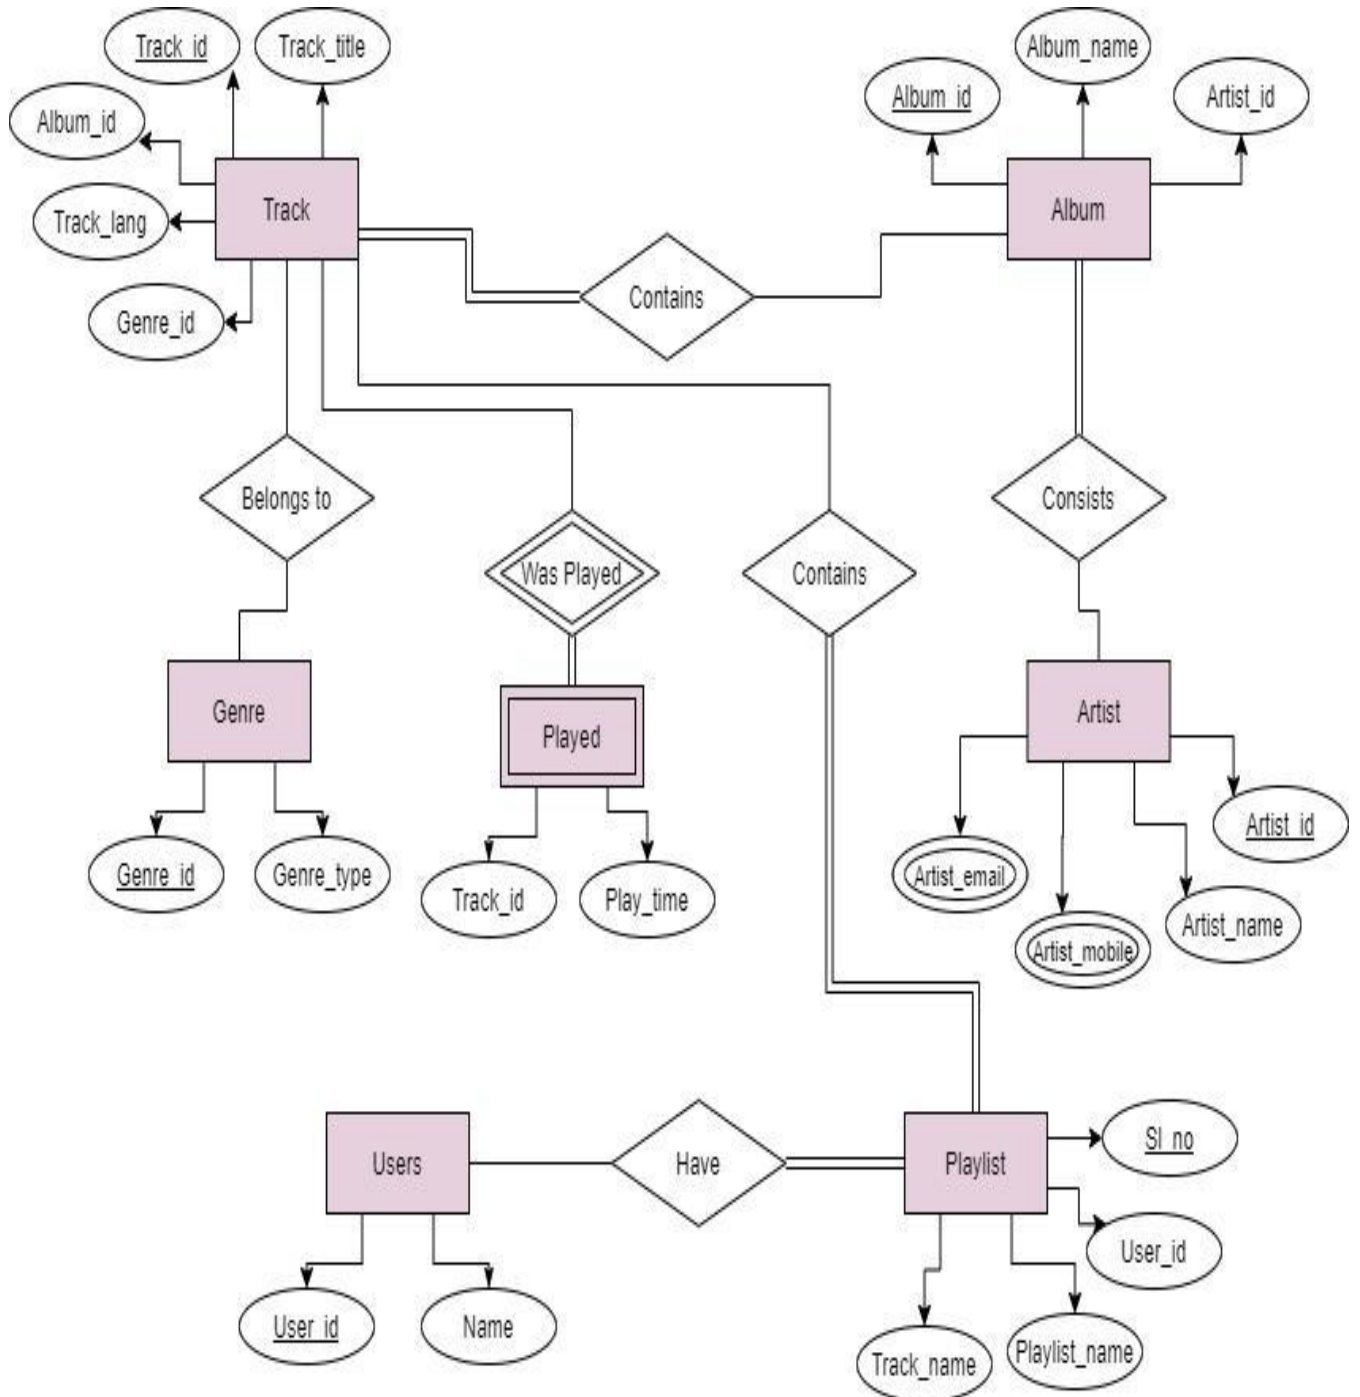 Track_id
Track_title
Album_name
Album_id
Artist_id
Album_id
Track_lang
Track
Album
Genre_id
Contains
Belongs to
Was Played
Contains
Consists
Genre
Played
Artist
Genre_id
Genre_type
Track_id
Play_time
Artist_email
Artist_mobile
Artist_name
Artist_id
Users
Have
Playlist
Sl_no
User_id
User_id
Name
Track_name
Playlist_name